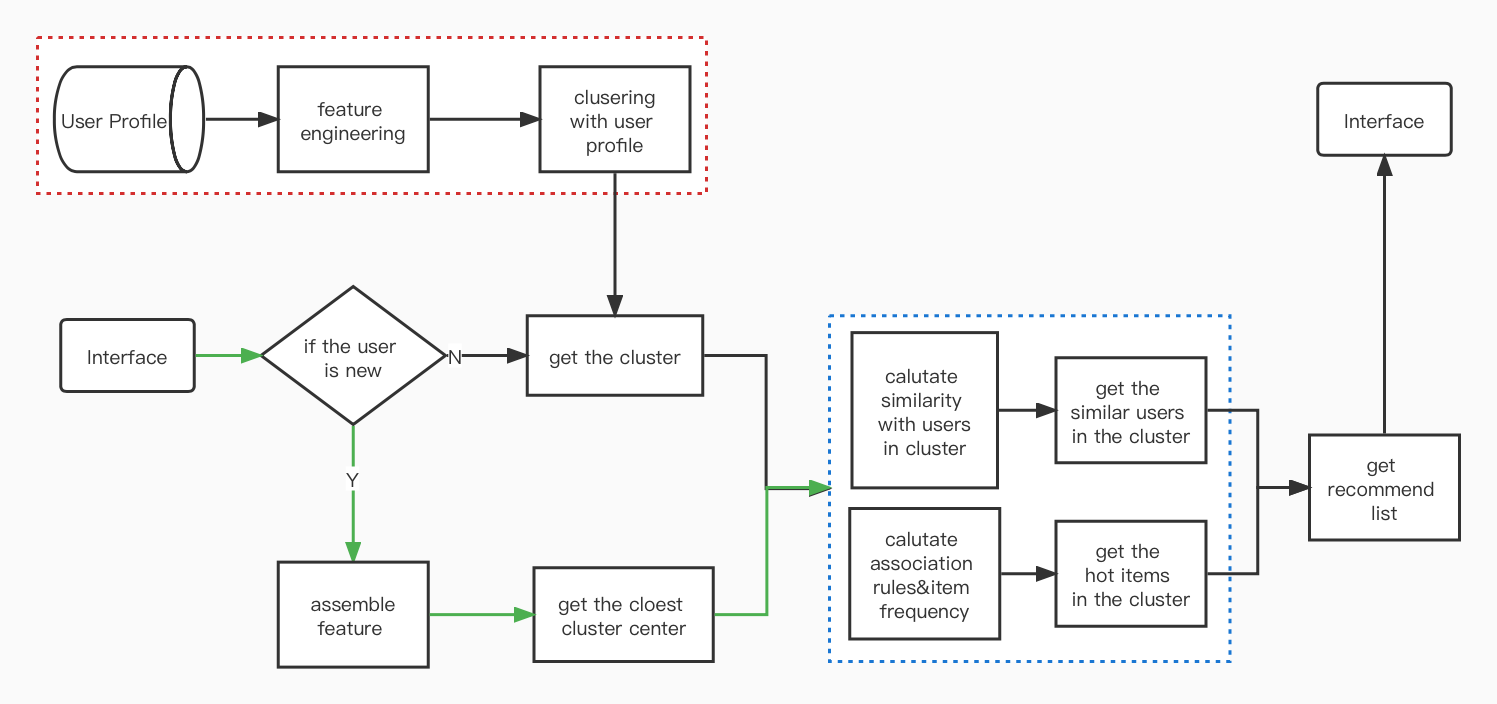 User Profile
feature
engineering
clusering
with user
profile
Interface
Interface
if the user
is new
N
get the cluster
Y
assemble
feature
get the cloest
cluster center
calutate
similarity
with users
in cluster
get the
similar users
in the cluster
calutate
association
rules&item
frequency
get the
hot items
in the cluster
get
recommend
list